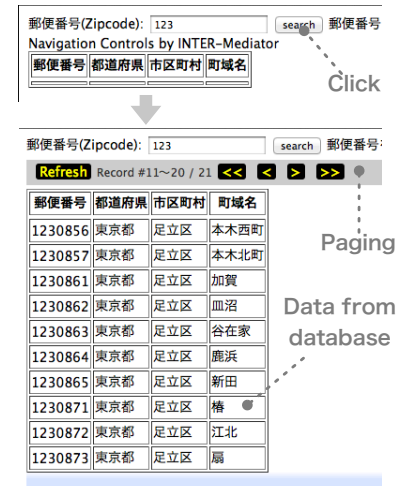 郵便番号(Zipcode): 123 search 郵便番号
Navigation Controls by INTER-Mediator
郵便番号 都道府県 市区町村 町域名
Click
郵便番号(Zipcode): 123 search 郵便番号
Refresh Record #11～20 / 21 << < > >>
郵便番号 都道府県 市区町村 町域名
1230856 東京都 足立区 本木西町
1230857 東京都 足立区 本木北町
Paging
1230861 東京都 足立区 加賀
1230862 東京都 足立区 皿沼
Data from
1230863 東京都 足立区 谷在家
database
1230864 東京都 足立区 鹿浜
1230865 東京都 足立区 新田
1230871 東京都 足立区 椿
1230872 東京都 足立区 江北
1230873 東京都 足立区 扇